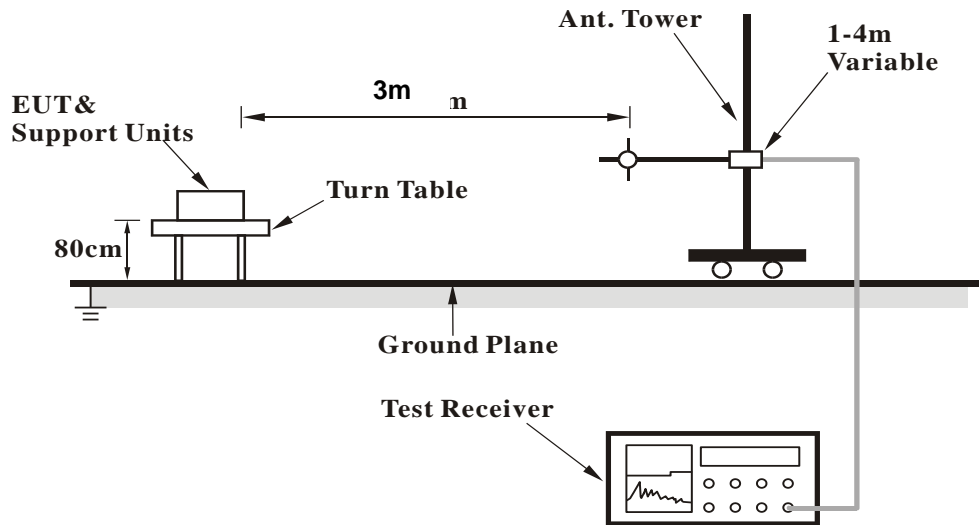 Ant. Tower
1-4m
Variable
3m
EUT&
Support Units
Turn Table
80cm
Ground Plane
Test Receiver